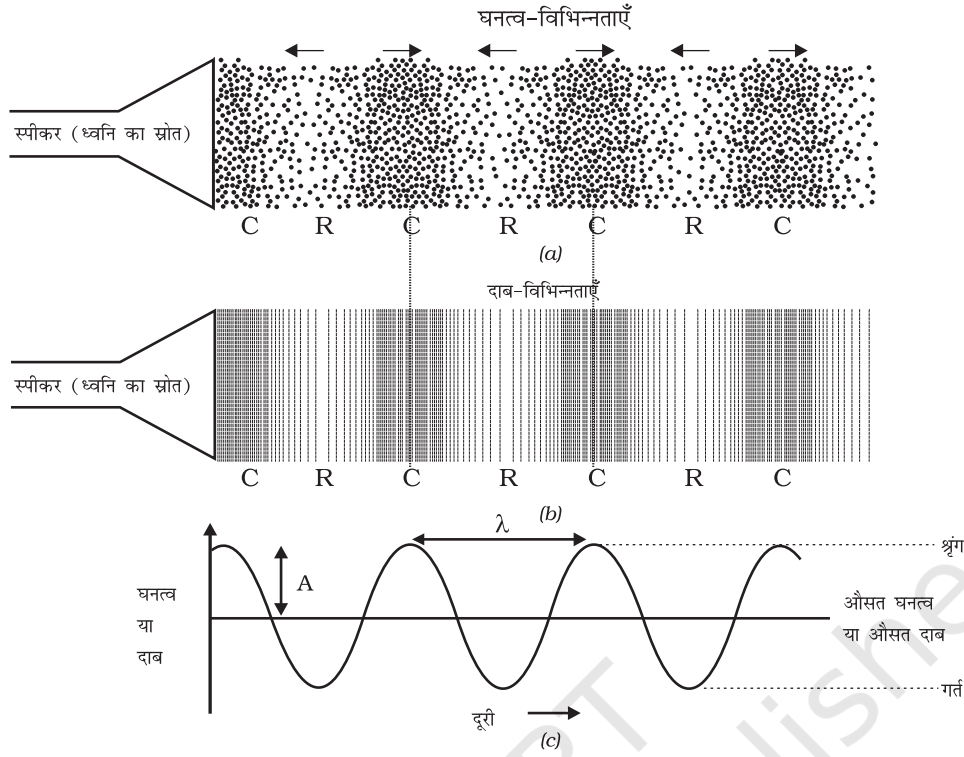 घनत्व-विभिन्नताएँ
स्पीकर (ध्वनि का स्रोत)
C R C R C R C
(a)
दाब-विभिन्नताएँ
स्पीकर (ध्वनि का स्रोत)
C R C R C R C
(b)
λ
श्रृंग
A
घनत्व
या
दाब
औसत घनत्व
या औसत दाब
गर्त
दूरी
(c)